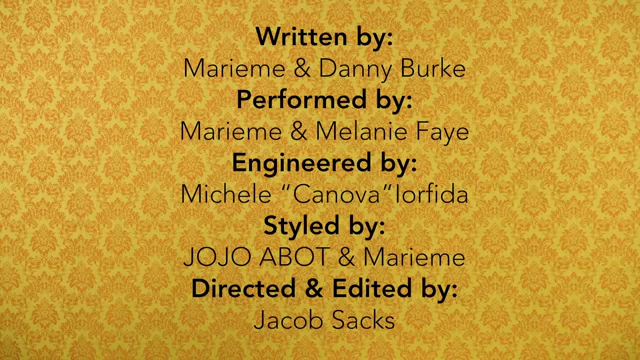 Written by:
Marieme & Danny Burke
Performed by:
Marieme & Melanie Faye
Engineered by:
Michele “Canova“Iorfida
Styled by:
JOJO ABOT & Marieme
Directed & Edited by:
Jacob Sacks